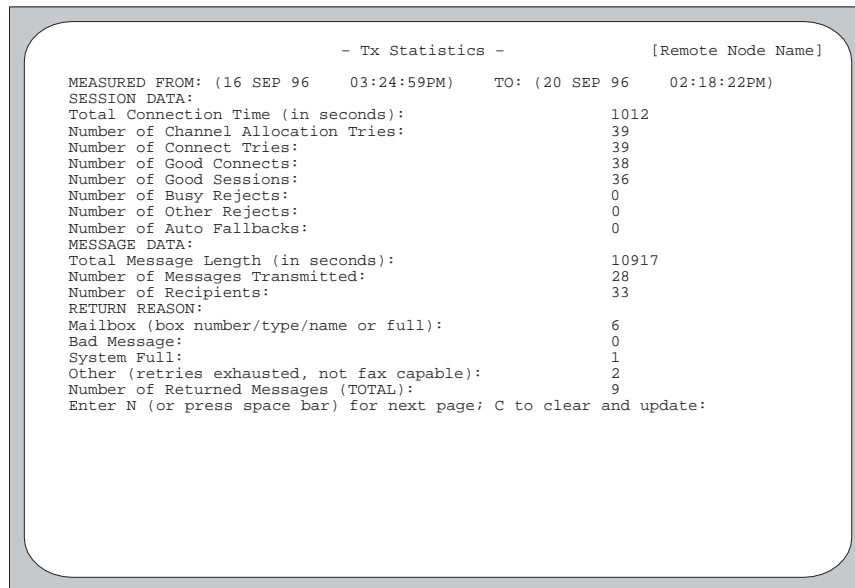 – Tx Statistics – [Remote Node Name]
MEASURED FROM: (16 SEP 96 03:24:59PM) TO: (20 SEP 96 02:18:22PM)
SESSION DATA:
Total Connection Time (in seconds): 1012
Number of Channel Allocation Tries: 39
Number of Connect Tries: 39
Number of Good Connects: 38
Number of Good Sessions: 36
Number of Busy Rejects: 0
Number of Other Rejects: 0
Number of Auto Fallbacks: 0
MESSAGE DATA:
Total Message Length (in seconds): 10917
Number of Messages Transmitted: 28
Number of Recipients: 33
RETURN REASON:
Mailbox (box number/type/name or full): 6
Bad Message: 0
System Full: 1
Other (retries exhausted, not fax capable): 2
Number of Returned Messages (TOTAL): 9
Enter N (or press space bar) for next page; C to clear and update: